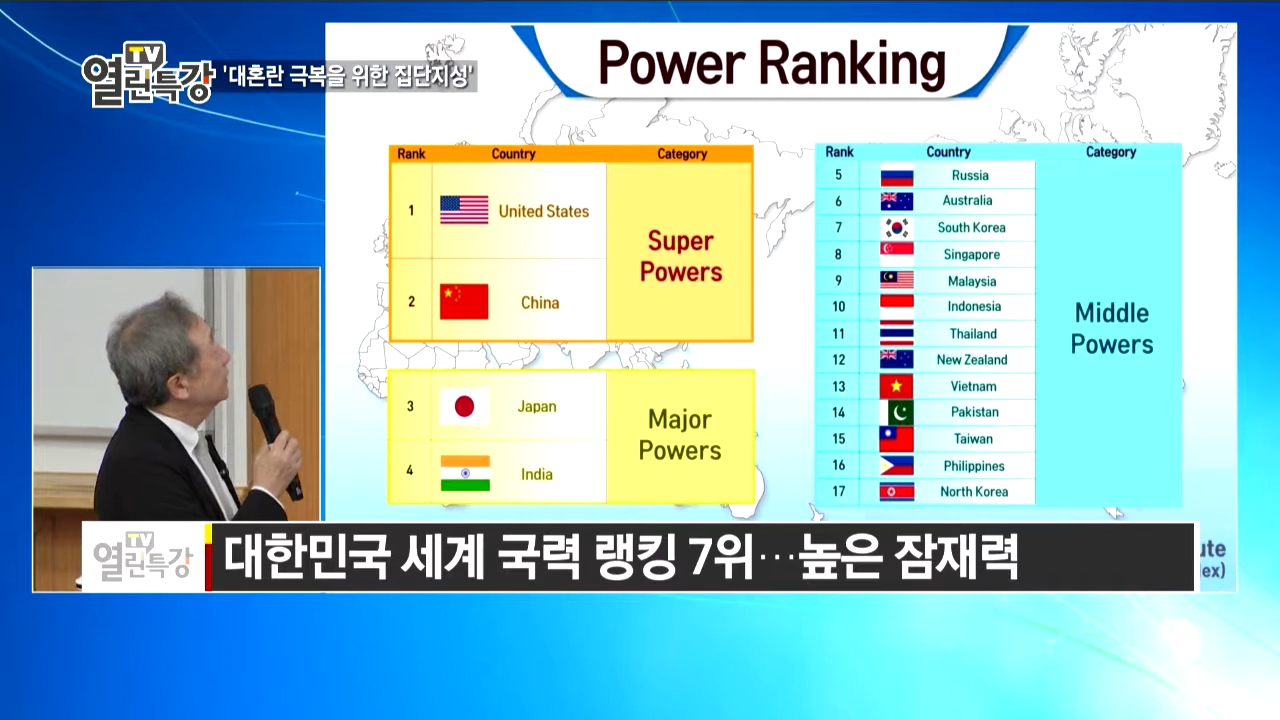 TV
열린특강
'대혼란 극복을 위한 집단지성'
Power Ranking
Rank Country Category
1 United States
2 China
Super
Powers
3 Japan
4 India
Major
Powers
Rank Country Category
5 Russia
6 Australia
7 South Korea
8 Singapore
9 Malaysia
10 Indonesia
11 Thailand
12 New Zealand
13 Vietnam
14 Pakistan
15 Taiwan
16 Philippines
17 North Korea
Middle
Powers
ute
ex)
TV
열린특강
대한민국 세계 국력 랭킹 7위…높은 잠재력